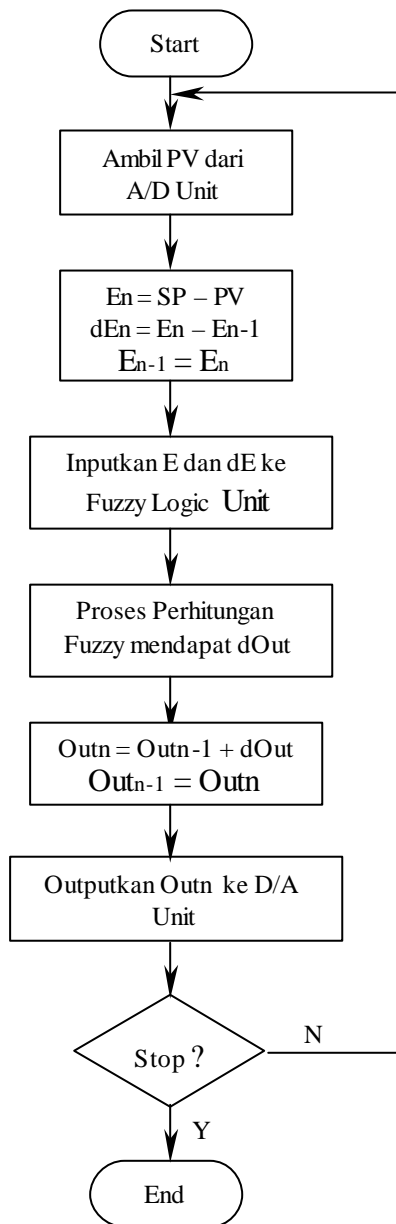 Start
Ambil PV dari
A/D Unit
En = SP – PV
dEn = En – En-1
En-1 = En
Inputkan E dan dE ke
Fuzzy Logic Unit
Proses Perhitungan
Fuzzy mendapat dOut
Outn = Outn-1 + dOut
Outn-1 = Outn
Outputkan Outn ke D/A
Unit
Stop ?
N
Y
End